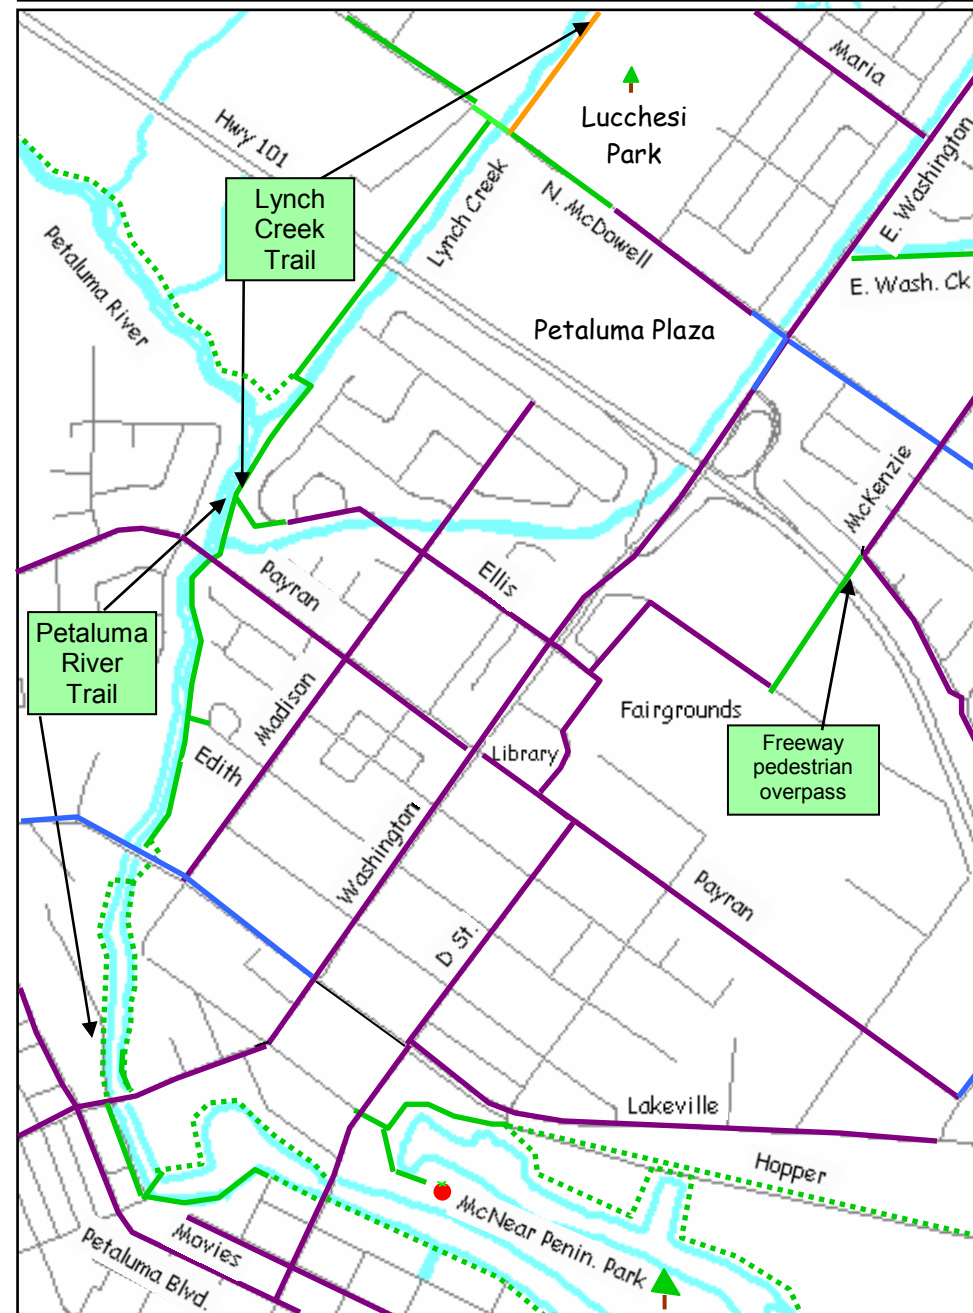 Maria
Lucchesi
Park
Hwy 101
E. Washington
Lynch
Creek
Trail
Lynch Creek
N. McDowell
Petaluma River
E. Wash. Ck
Petaluma Plaza
McKenzie
Payran
Ellis
Petaluma
River
Trail
Madison
Fairgrounds
Edith
Library
Freeway
pedestrian
overpass
Washington
Payran
D St.
Lakeville
Hopper
McNear Penin. Park
Movies
Petaluma Blvd.